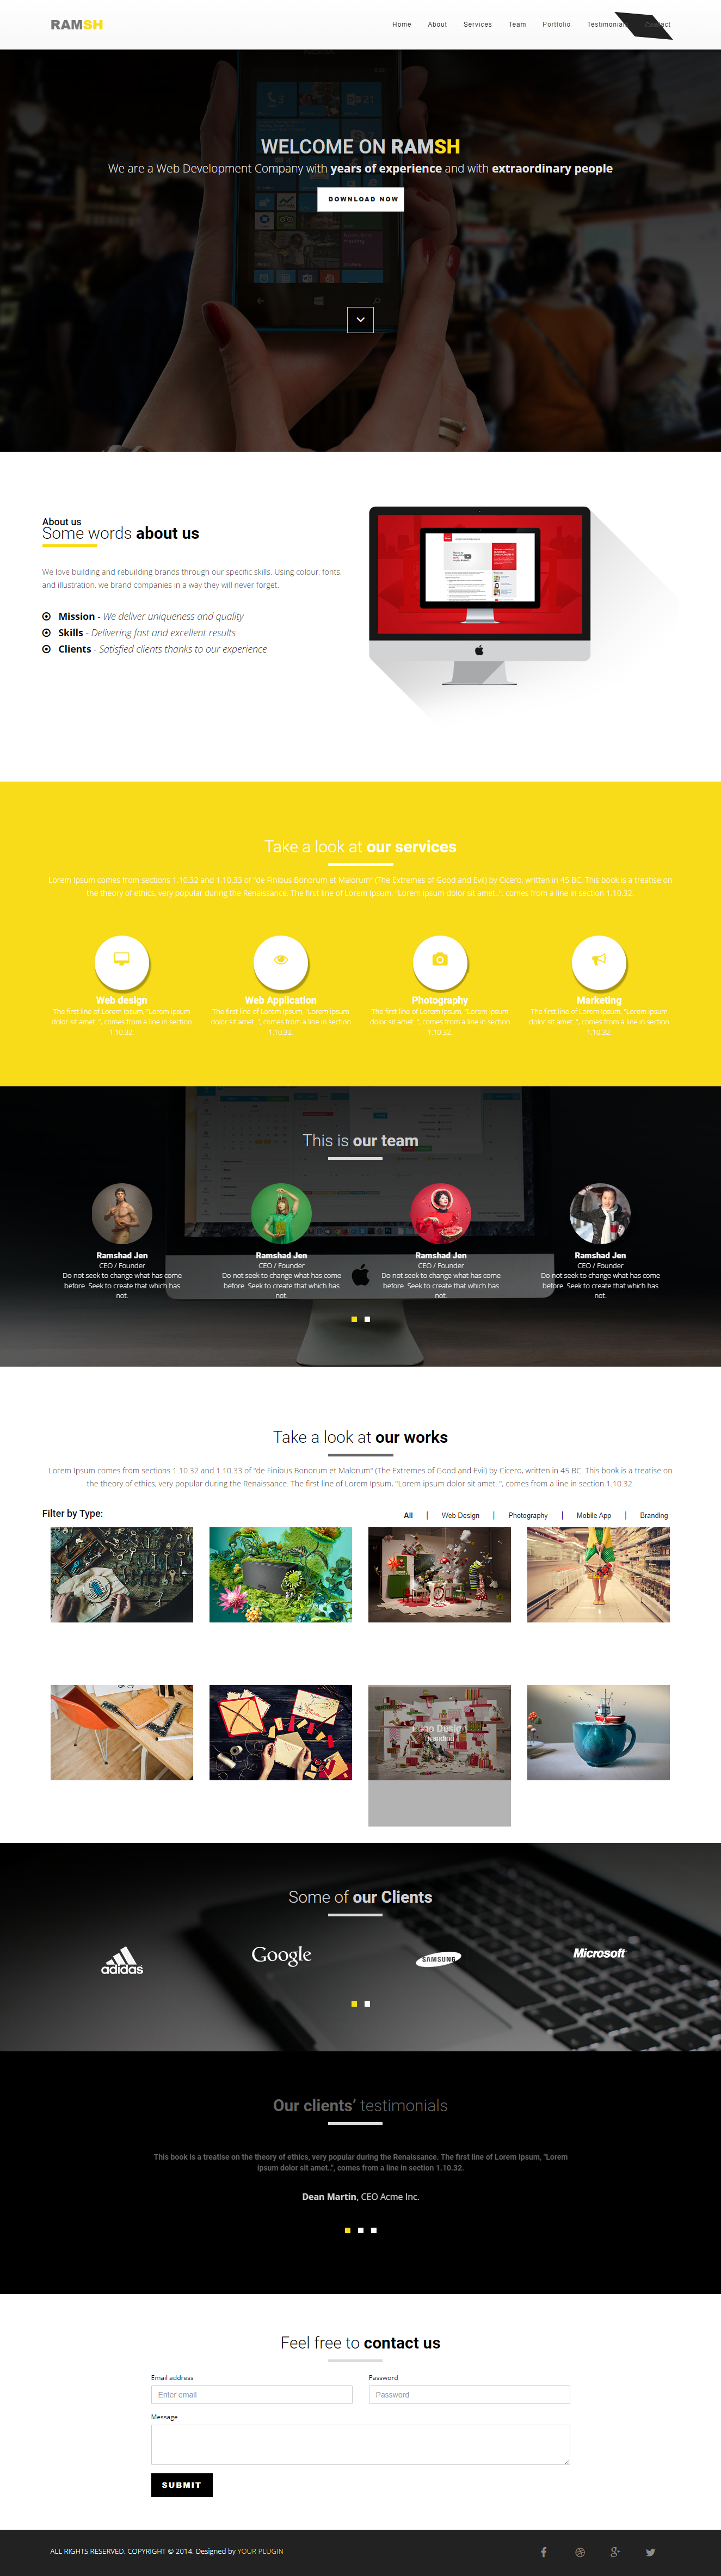 RAMSH
Home About Services Team Portfolio Testimonials Contact
WELCOME ON RAMSH
We are a Web Development Company with years of experience and with extraordinary people
DOWNLOAD NOW
About us
Some words about us
We love building and rebuilding brands through our specific skills. Using colour, fonts,
and illustration, we brand companies in a way they will never forget.
Mission - We deliver uniqueness and quality
Skills - Delivering fast and excellent results
Clients - Satisfied clients thanks to our experience
Take a look at our services
Lorem Ipsum comes from sections 1.10.32 and 1.10.33 of "de Finibus Bonorum et Malorum" (The Extremes of Good and Evil) by Cicero, written in 45 BC. This book is a treatise on
the theory of ethics, very popular during the Renaissance. The first line of Lorem Ipsum, "Lorem ipsum dolor sit amet..", comes from a line in section 1.10.32.
Web design
The first line of Lorem Ipsum, "Lorem ipsum
dolor sit amet..", comes from a line in section
1.10.32.
Web Application
The first line of Lorem Ipsum, "Lorem ipsum
dolor sit amet..", comes from a line in section
1.10.32.
Photography
The first line of Lorem Ipsum, "Lorem ipsum
dolor sit amet..", comes from a line in section
1.10.32.
Marketing
The first line of Lorem Ipsum, "Lorem ipsum
dolor sit amet..", comes from a line in section
1.10.32.
This is our team
Ramshad Jen
CEO / Founder
Do not seek to change what has come
before. Seek to create that which has
not.
Ramshad Jen
CEO / Founder
Do not seek to change what has come
before. Seek to create that which has
not.
Ramshad Jen
CEO / Founder
Do not seek to change what has come
before. Seek to create that which has
not.
Ramshad Jen
CEO / Founder
Do not seek to change what has come
before. Seek to create that which has
not.
Take a look at our works
Lorem Ipsum comes from sections 1.10.32 and 1.10.33 of "de Finibus Bonorum et Malorum" (The Extremes of Good and Evil) by Cicero, written in 45 BC. This book is a treatise on
the theory of ethics, very popular during the Renaissance. The first line of Lorem Ipsum, "Lorem ipsum dolor sit amet..", comes from a line in section 1.10.32.
Filter by Type:
All | Web Design | Photography | Mobile App | Branding
Logo Design
Branding
Some of our Clients
adidas
Google
SAMSUNG
Microsoft
Our clients' testimonials
This book is a treatise on the theory of ethics, very popular during the Renaissance. The first line of Lorem Ipsum, "Lorem
ipsum dolor sit amet..", comes from a line in section 1.10.32.
Dean Martin, CEO Acme Inc.
Feel free to contact us
Email address
Enter email
Password
Password
Message
SUBMIT
ALL RIGHTS RESERVED. COPYRIGHT © 2014. Designed by YOUR PLUGIN